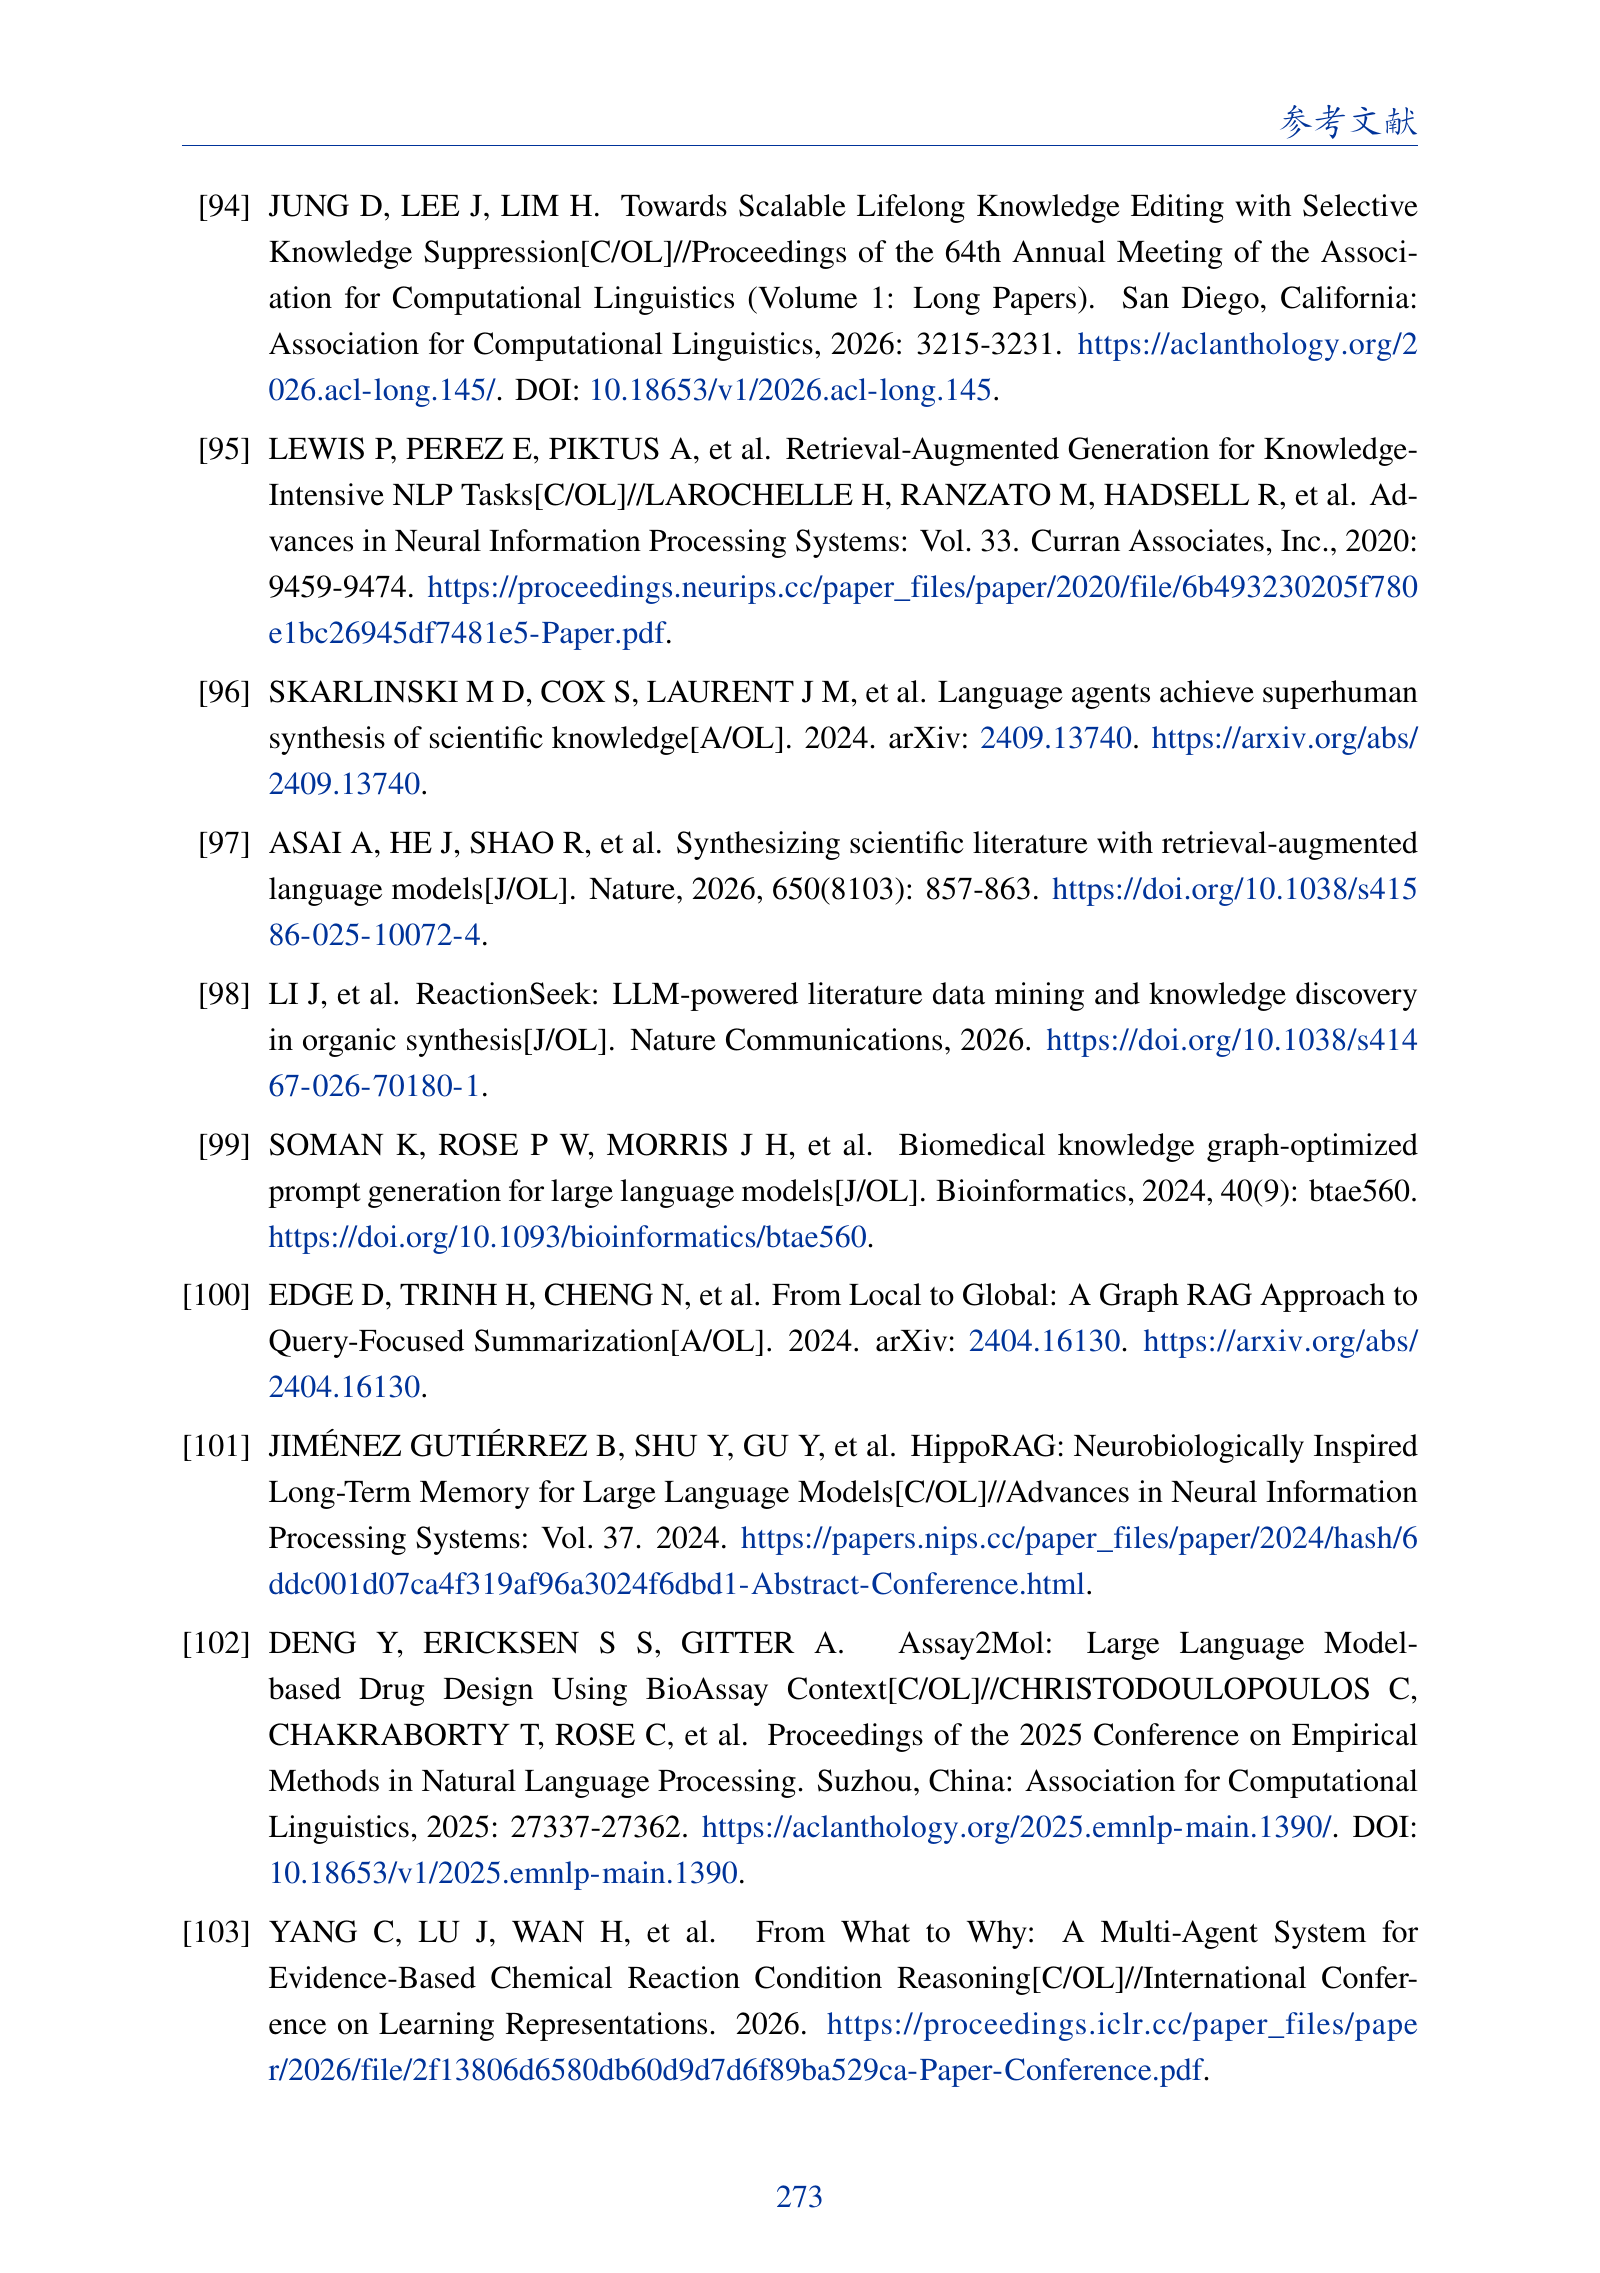 参考文献
[94] JUNG D, LEE J, LIM H. Towards Scalable Lifelong Knowledge Editing with Selective
Knowledge Suppression[C/OL]//Proceedings of the 64th Annual Meeting of the Associ-
ation for Computational Linguistics (Volume 1: Long Papers). San Diego, California:
Association for Computational Linguistics, 2026: 3215-3231. https://aclanthology.org/2
026.acl-long.145/. DOI: 10.18653/v1/2026.acl-long.145.
[95] LEWIS P, PEREZ E, PIKTUS A, et al. Retrieval-Augmented Generation for Knowledge-
Intensive NLP Tasks[C/OL]//LAROCHELLE H, RANZATO M, HADSELL R, et al. Ad-
vances in Neural Information Processing Systems: Vol. 33. Curran Associates, Inc., 2020:
9459-9474. https://proceedings.neurips.cc/paper_files/paper/2020/file/6b493230205f780
e1bc26945df7481e5-Paper.pdf.
[96] SKARLINSKI M D, COX S, LAURENT J M, et al. Language agents achieve superhuman
synthesis of scientific knowledge[A/OL]. 2024. arXiv: 2409.13740. https://arxiv.org/abs/
2409.13740.
[97] ASAI A, HE J, SHAO R, et al. Synthesizing scientific literature with retrieval-augmented
language models[J/OL]. Nature, 2026, 650(8103): 857-863. https://doi.org/10.1038/s415
86-025-10072-4.
[98] LI J, et al. ReactionSeek: LLM-powered literature data mining and knowledge discovery
in organic synthesis[J/OL]. Nature Communications, 2026. https://doi.org/10.1038/s414
67-026-70180-1.
[99] SOMAN K, ROSE P W, MORRIS J H, et al. Biomedical knowledge graph-optimized
prompt generation for large language models[J/OL]. Bioinformatics, 2024, 40(9): btae560.
https://doi.org/10.1093/bioinformatics/btae560.
[100] EDGE D, TRINH H, CHENG N, et al. From Local to Global: A Graph RAG Approach to
Query-Focused Summarization[A/OL]. 2024. arXiv: 2404.16130. https://arxiv.org/abs/
2404.16130.
[101] JIMÉNEZ GUTIÉRREZ B, SHU Y, GU Y, et al. HippoRAG: Neurobiologically Inspired
Long-Term Memory for Large Language Models[C/OL]//Advances in Neural Information
Processing Systems: Vol. 37. 2024. https://papers.nips.cc/paper_files/paper/2024/hash/6
ddc001d07ca4f319af96a3024f6dbd1-Abstract-Conference.html.
[102] DENG Y, ERICKSEN S S, GITTER A. Assay2Mol: Large Language Model-
based Drug Design Using BioAssay Context[C/OL]//CHRISTODOULOPOULOS C,
CHAKRABORTY T, ROSE C, et al. Proceedings of the 2025 Conference on Empirical
Methods in Natural Language Processing. Suzhou, China: Association for Computational
Linguistics, 2025: 27337-27362. https://aclanthology.org/2025.emnlp-main.1390/. DOI:
10.18653/v1/2025.emnlp-main.1390.
[103] YANG C, LU J, WAN H, et al. From What to Why: A Multi-Agent System for
Evidence-Based Chemical Reaction Condition Reasoning[C/OL]//International Confer-
ence on Learning Representations. 2026. https://proceedings.iclr.cc/paper_files/pape
r/2026/file/2f13806d6580db60d9d7d6f89ba529ca-Paper-Conference.pdf.
273